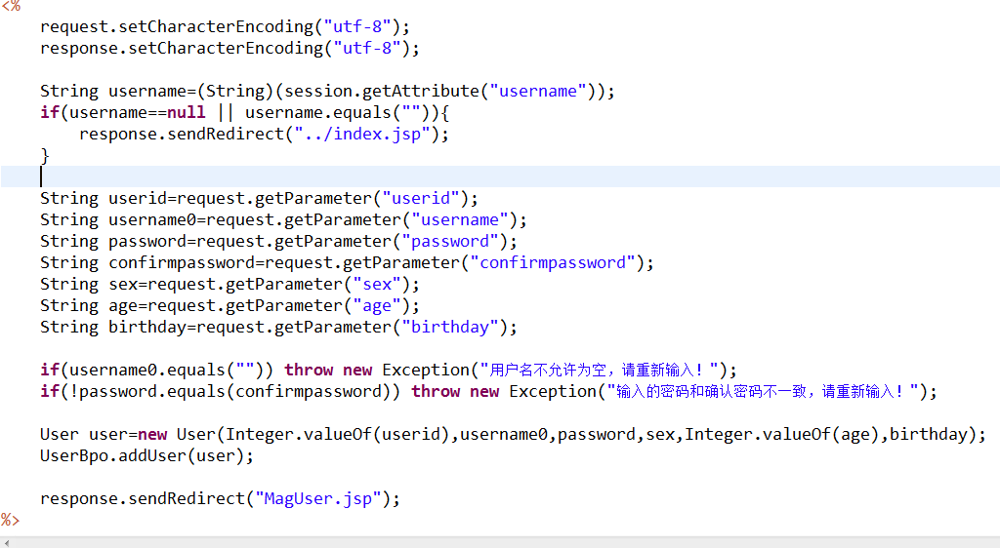 <%
request.setCharacterEncoding("utf-8");
response.setCharacterEncoding("utf-8");
String username=(String)(session.getAttribute("username"));
if(username==null || username.equals("")){
response.sendRedirect("../index.jsp");
}
String userid=request.getParameter("userid");
String username0=request.getParameter("username");
String password=request.getParameter("password");
String confirmpassword=request.getParameter("confirmpassword");
String sex=request.getParameter("sex");
String age=request.getParameter("age");
String birthday=request.getParameter("birthday");
if(username0.equals("")) throw new Exception("用户名不允许为空，请重新输入！");
if(!password.equals(confirmpassword)) throw new Exception("输入的密码和确认密码不一致，请重新输入！");
User user=new User(Integer.valueOf(userid),username0,password,sex,Integer.valueOf(age),birthday);
UserBpo.addUser(user);
response.sendRedirect("MagUser.jsp");
%>